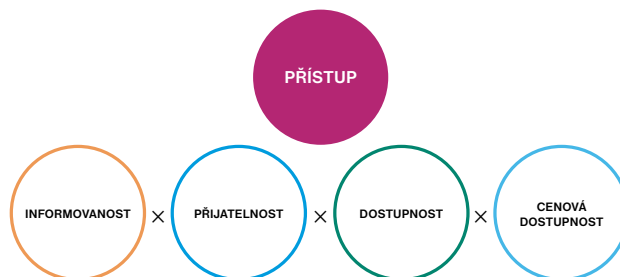 PŘÍSTUP
INFORMOVANOST × PŘIJATELNOST × DOSTUPNOST × CENOVÁ
DOSTUPNOST